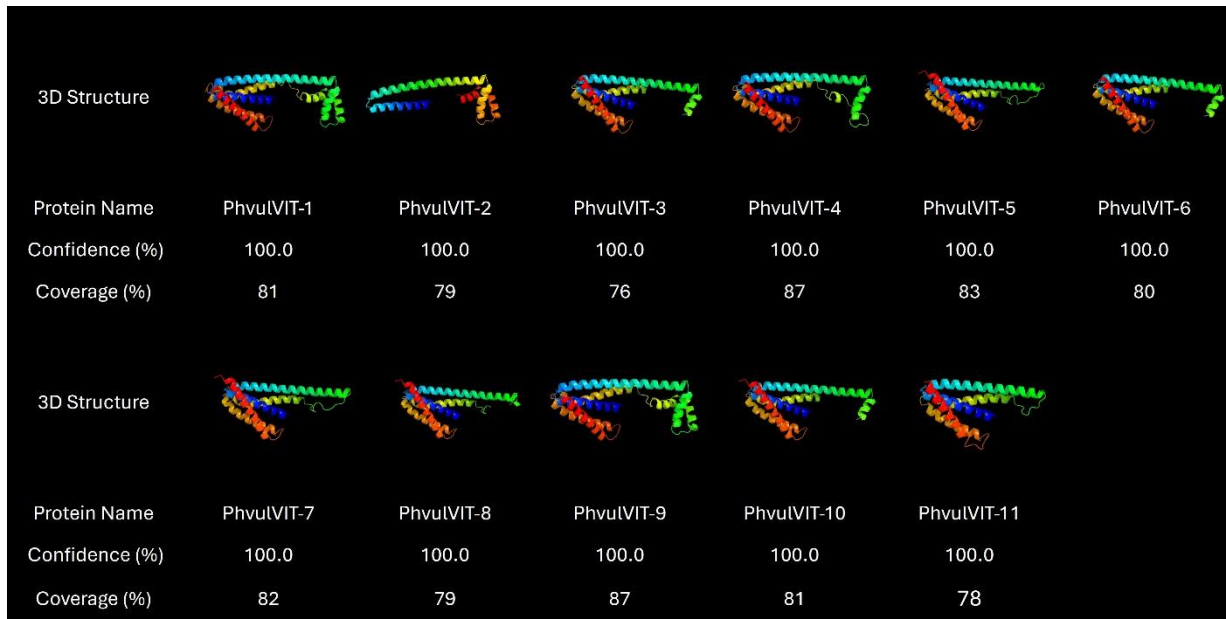 3D Structure
Protein Name PhvulVIT-1 PhvulVIT-2 PhvulVIT-3 PhvulVIT-4 PhvulVIT-5 PhvulVIT-6
Confidence (%) 100.0 100.0 100.0 100.0 100.0 100.0
Coverage (%) 81 79 76 87 83 80
3D Structure
Protein Name PhvulVIT-7 PhvulVIT-8 PhvulVIT-9 PhvulVIT-10 PhvulVIT-11
Confidence (%) 100.0 100.0 100.0 100.0 100.0
Coverage (%) 82 79 87 81 78